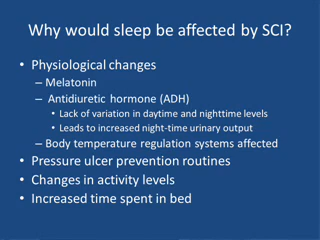 Why would sleep be affected by SCI?
• Physiological changes
– Melatonin
– Antidiuretic hormone (ADH)
• Lack of variation in daytime and nighttime levels
• Leads to increased night-time urinary output
– Body temperature regulation systems affected
• Pressure ulcer prevention routines
• Changes in activity levels
• Increased time spent in bed